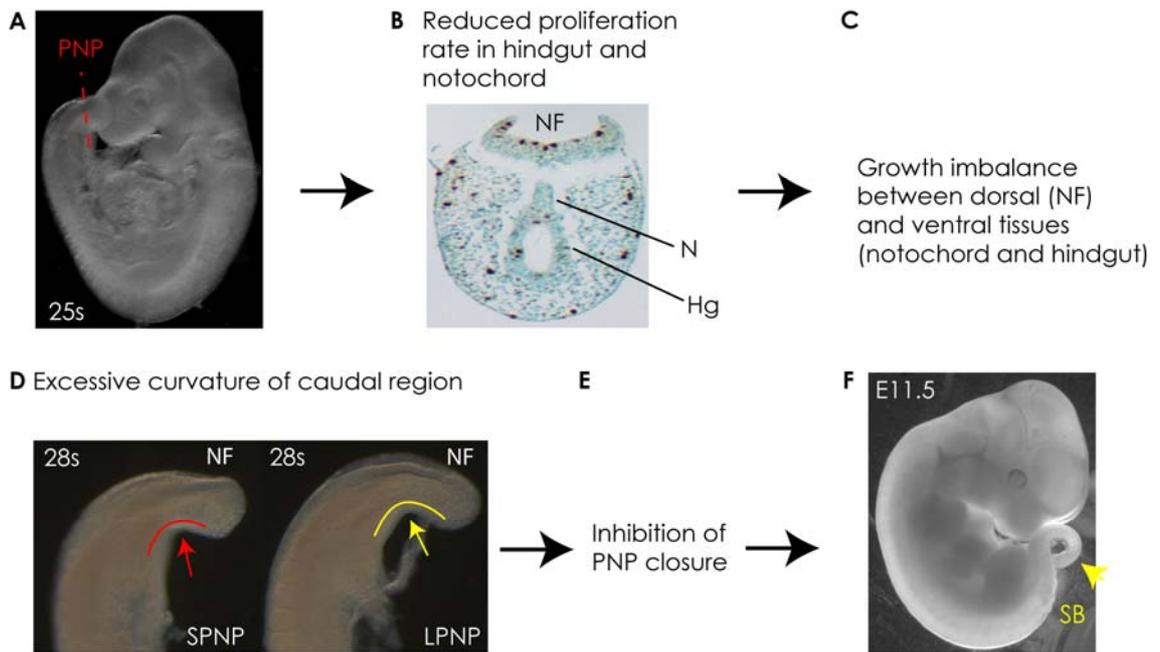 A
PNP
25s
B Reduced proliferation
rate in hindgut and
notochord
NF
N
Hg
C
Growth imbalance
between dorsal (NF)
and ventral tissues
(notochord and hindgut)
D Excessive curvature of caudal region
28s
NF
SPNP
28s
NF
LPNP
E
Inhibition of
PNP closure
F
E11.5
SB